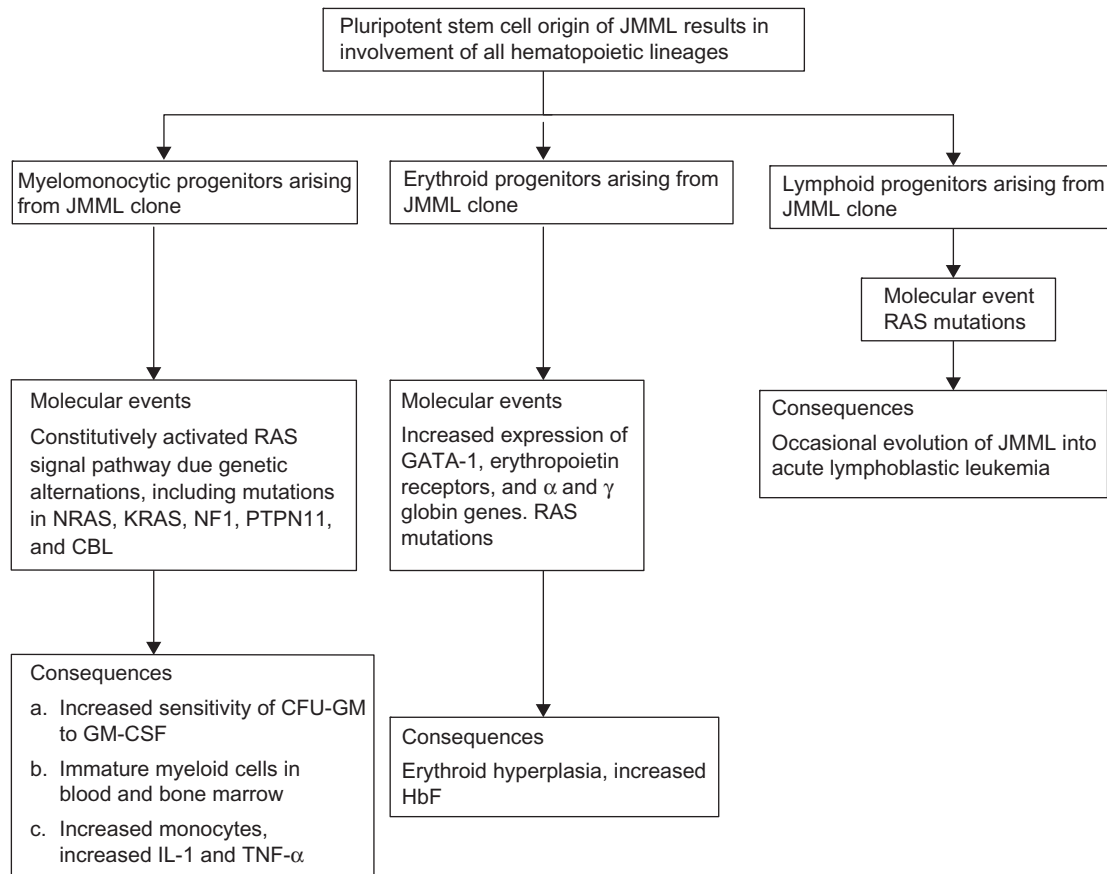 Pluripotent stem cell origin of JMML results in
involvement of all hematopoietic lineages
Myelomonocytic progenitors arising
from JMML clone
Erythroid progenitors arising from
JMML clone
Lymphoid progenitors arising from
JMML clone
Molecular event
RAS mutations
Molecular events
Constitutively activated RAS
signal pathway due genetic
alternations, including mutations
in NRAS, KRAS, NF1, PTPN11,
and CBL
Molecular events
Increased expression of
GATA-1, erythropoietin
receptors, and α and γ
globin genes. RAS
mutations
Consequences
Occasional evolution of JMML into
acute lymphoblastic leukemia
Consequences
a. Increased sensitivity of CFU-GM
to GM-CSF
b. Immature myeloid cells in
blood and bone marrow
c. Increased monocytes,
increased IL-1 and TNF-α
Consequences
Erythroid hyperplasia, increased
HbF